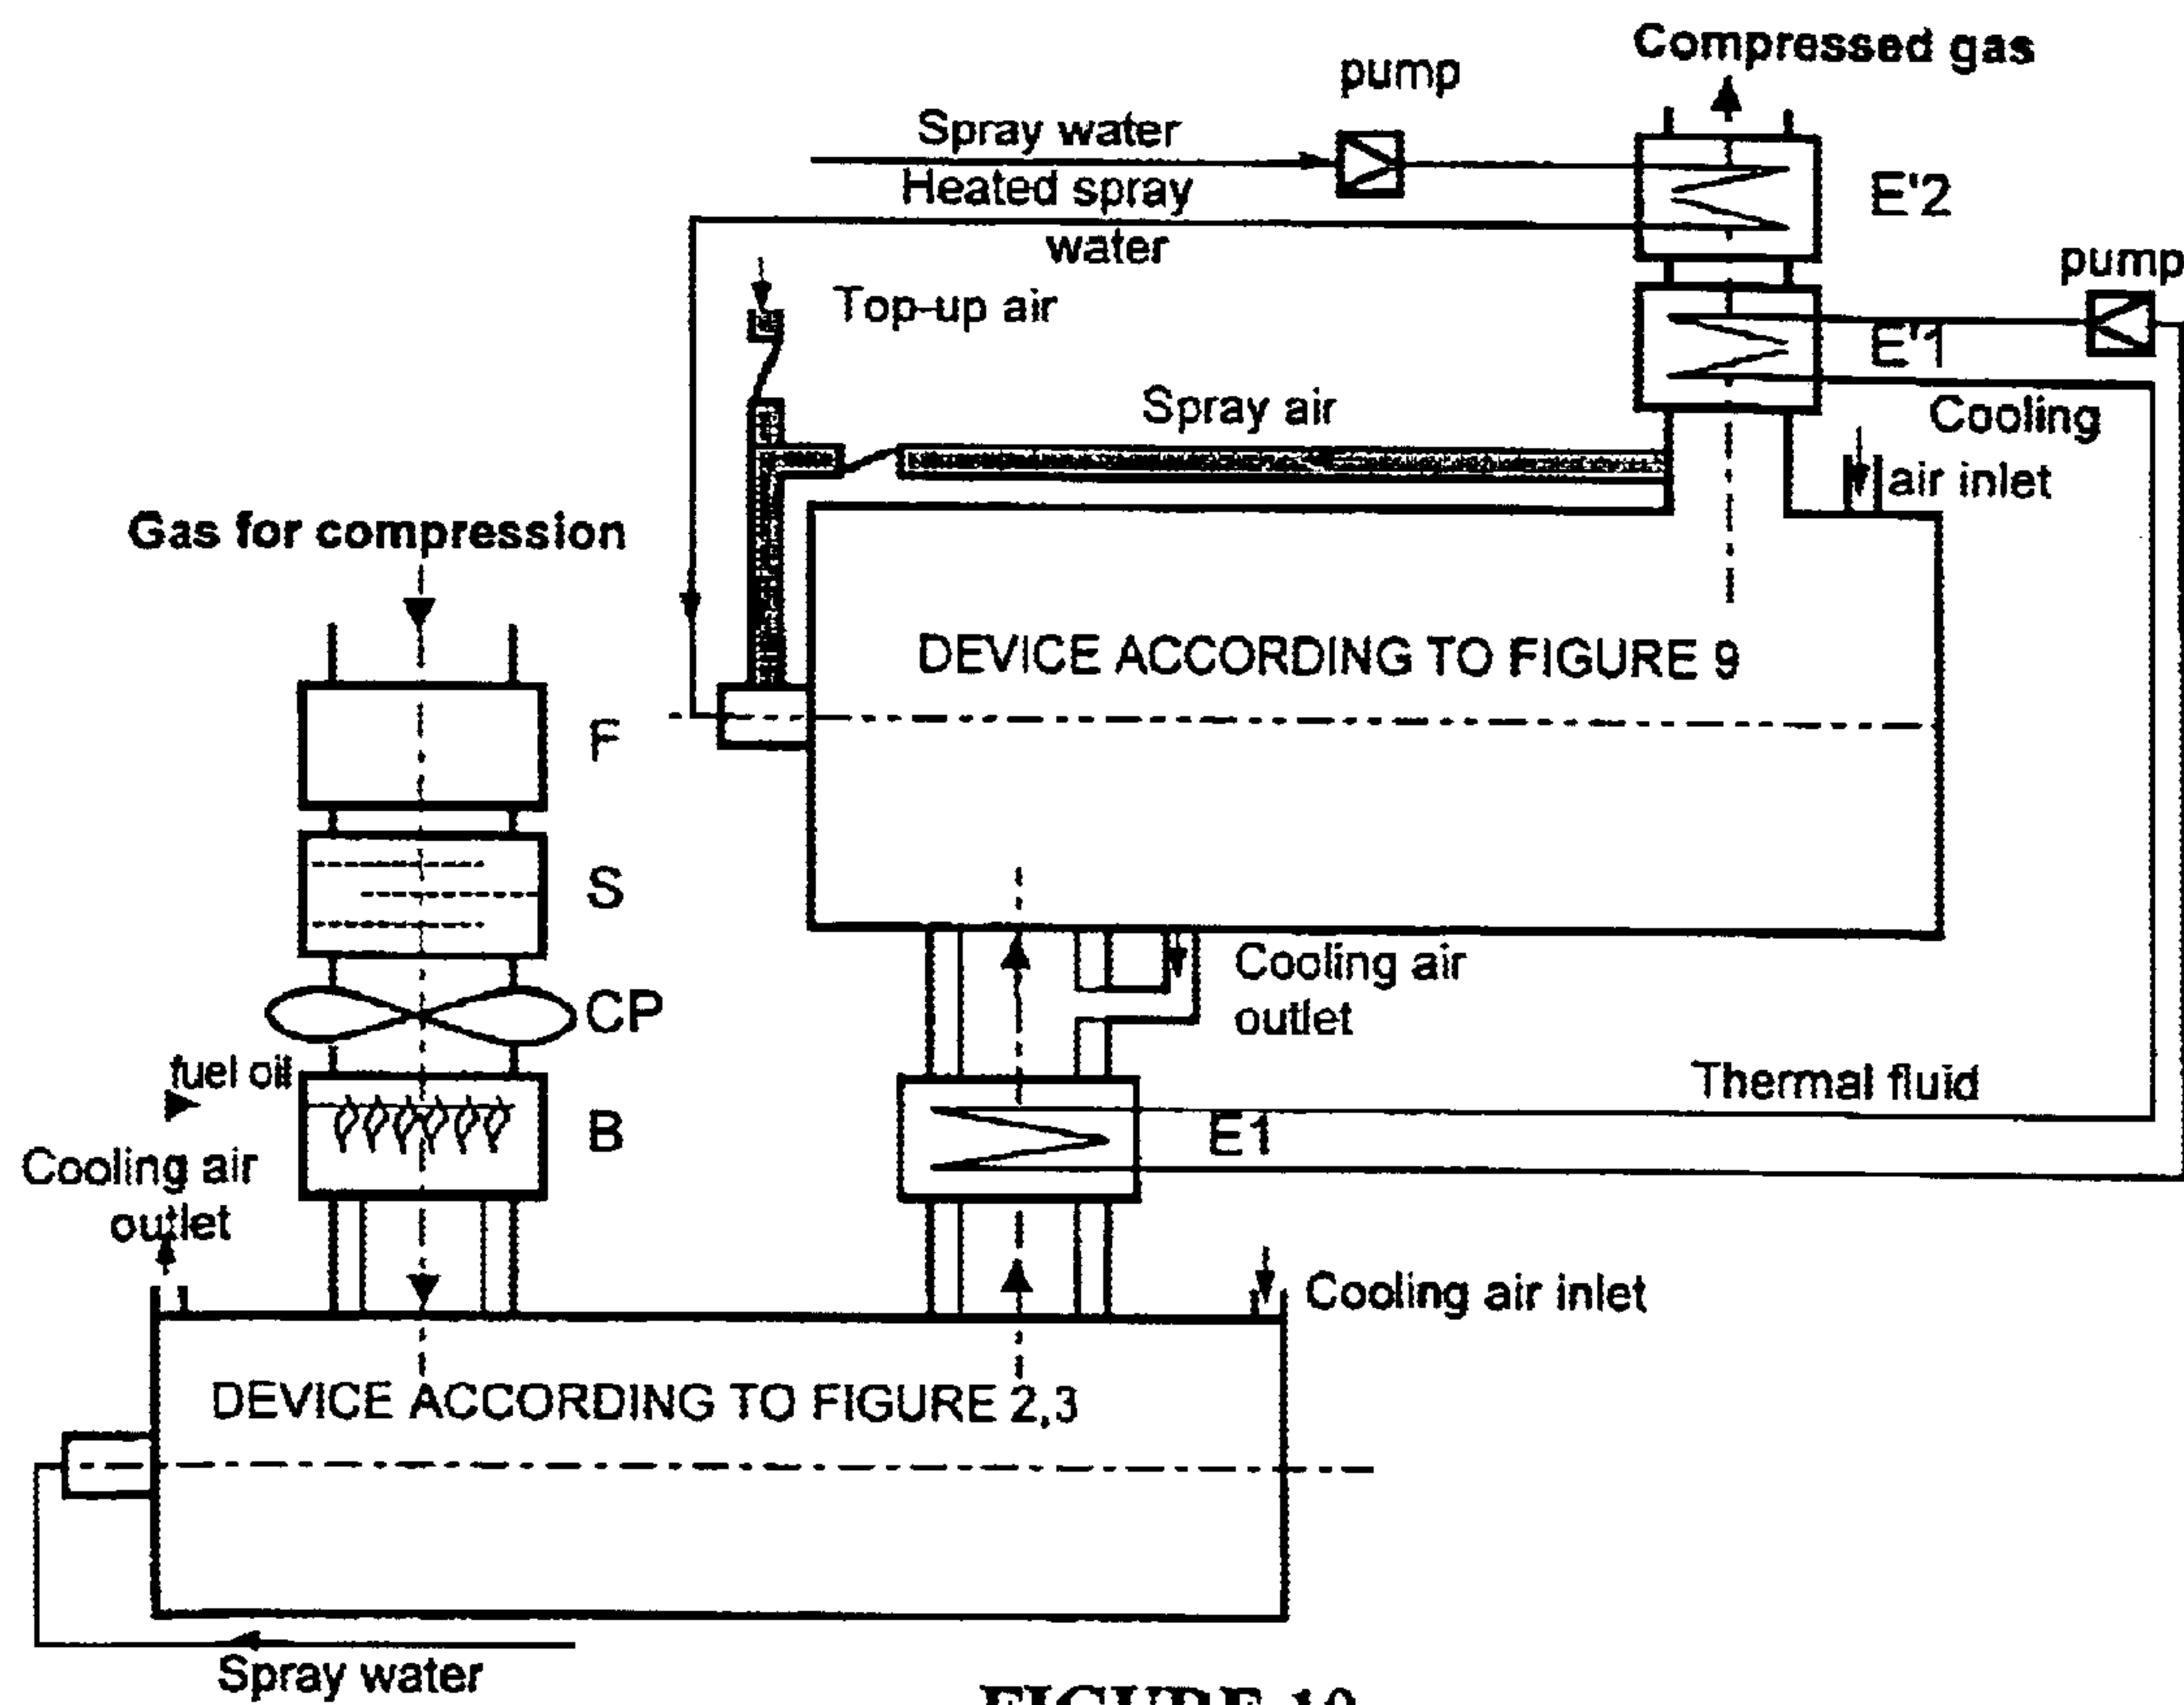 Compressed gas
pump
Spray water
Heated spray
water
E'2
pump
Top-up air
E'1
Spray air
Cooling
air inlet
Gas for compression
DEVICE ACCORDING TO FIGURE 9
F
S
Cooling air
outlet
CP
fuel oil
Thermal fluid
B
E1
Cooling air
outlet
Cooling air inlet
DEVICE ACCORDING TO FIGURE 2,3
Spray water
FIGURE 10